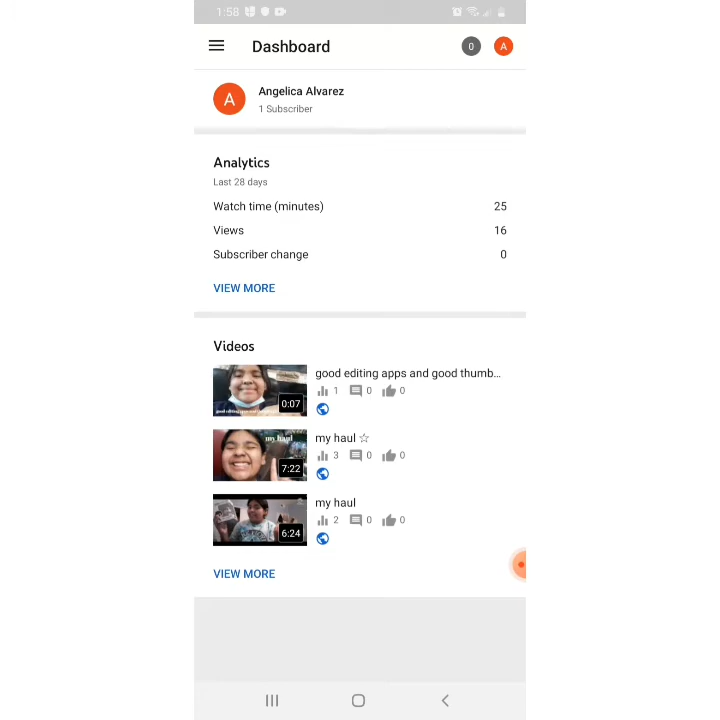 1:58
Dashboard
0
A
A
Angelica Alvarez
1 Subscriber
Analytics
Last 28 days
Watch time (minutes) 25
Views 16
Subscriber change 0
VIEW MORE
Videos
good editing apps and good thumb...
1 0 0
0:07
my haul ☆
my haul
3 0 0
7:22
my haul
2 0 0
6:24
VIEW MORE